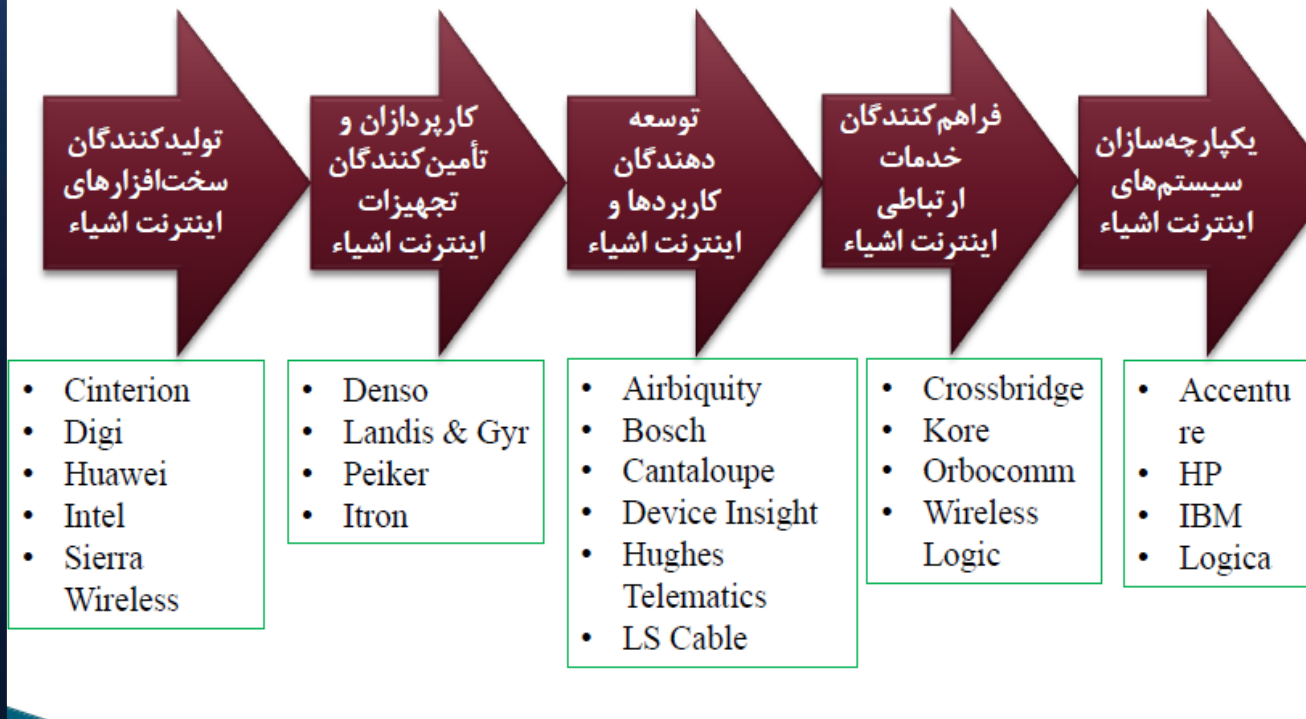 تولیدکنندگان
سخت‌افزارهای
اینترنت اشیاء
کارپردازان و
تأمین‌کنندگان
تجهیزات
اینترنت اشیاء
توسعه
دهندگان
کاربردها و
اینترنت اشیاء
فراهم‌کنندگان
خدمات
ارتباطی
اینترنت اشیاء
یکپارچه‌سازان
سیستم‌های
اینترنت اشیاء
• Cinterion
• Digi
• Huawei
• Intel
• Sierra
Wireless
• Denso
• Landis & Gyr
• Peiker
• Itron
• Airbiquity
• Bosch
• Cantaloupe
• Device Insight
• Hughes
Telematics
• LS Cable
• Crossbridge
• Kore
• Orbocomm
• Wireless
Logic
• Accentu
re
• HP
• IBM
• Logica